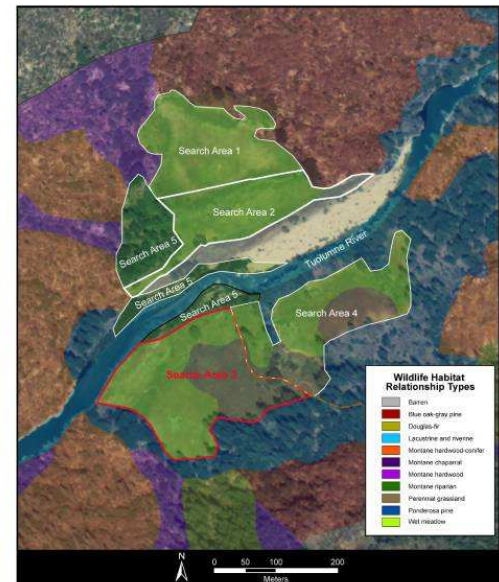 Search Area 1
Search Area 2
Search Area 5
Tuolumne River
Search Area 5
Search Area 5
Search Area 4
Search Area 3
Wildlife Habitat
Relationship Types
Barren
Blue oak-gray pine
Douglas-fir
Lacustrine and riverine
Montane hardwood-conifer
Montane chaparral
Montane hardwood
Montane riparian
Perennial grassland
Ponderosa pine
Wet meadow
N
0 50 100 200
Meters